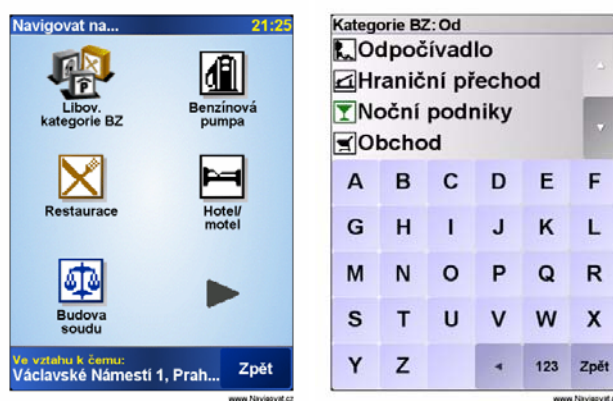 Navigovat na... 21:25
Libov.
kategorie BZ
Benzínová
pumpa
Restaurace
Hotel/
motel
Budova
soudu
Ve vztahu k čemu:
Václavské Námestí 1, Prah...
Zpět
www.Navigovat.cz
Kategorie BZ: Od
Odpočívadlo
Hraniční přechod
Noční podniky
Obchod
A B C D E F
G H I J K L
M N O P Q R
S T U V W X
Y Z 123 Zpět